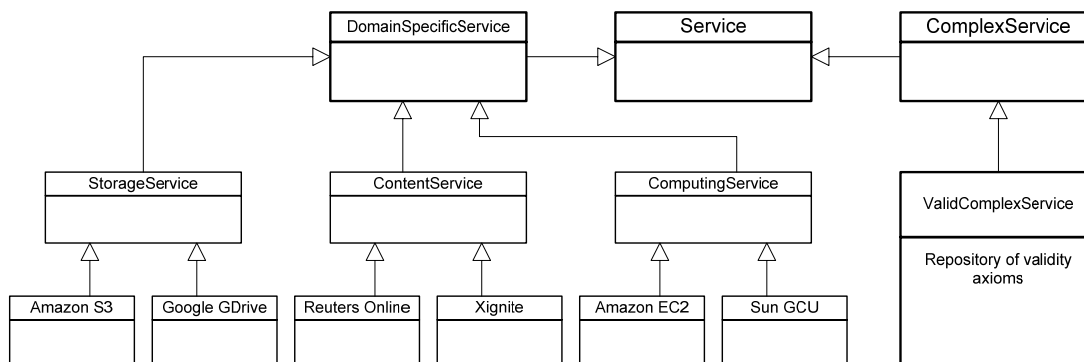 DomainSpecificService
Service
ComplexService
StorageService
ContentService
ComputingService
ValidComplexService
Repository of validity
axioms
Amazon S3
Google GDrive
Reuters Online
Xignite
Amazon EC2
Sun GCU